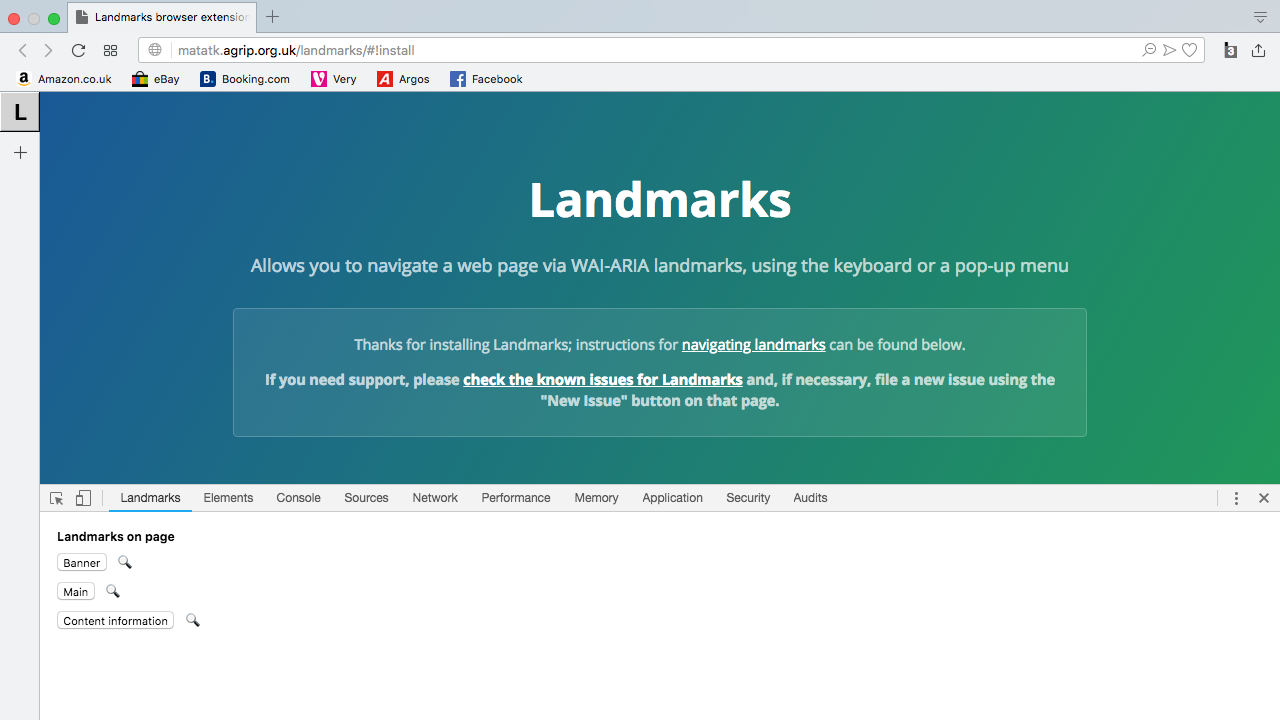 Landmarks browser extension
matatk.agrip.org.uk/landmarks/#!install
3
a Amazon.co.uk eBay B. Booking.com Very A Argos f Facebook
L
Landmarks
Allows you to navigate a web page via WAI-ARIA landmarks, using the keyboard or a pop-up menu
Thanks for installing Landmarks; instructions for navigating landmarks can be found below.
If you need support, please check the known issues for Landmarks and, if necessary, file a new issue using the
"New Issue" button on that page.
Landmarks Elements Console Sources Network Performance Memory Application Security Audits
Landmarks on page
Banner
Main
Content information